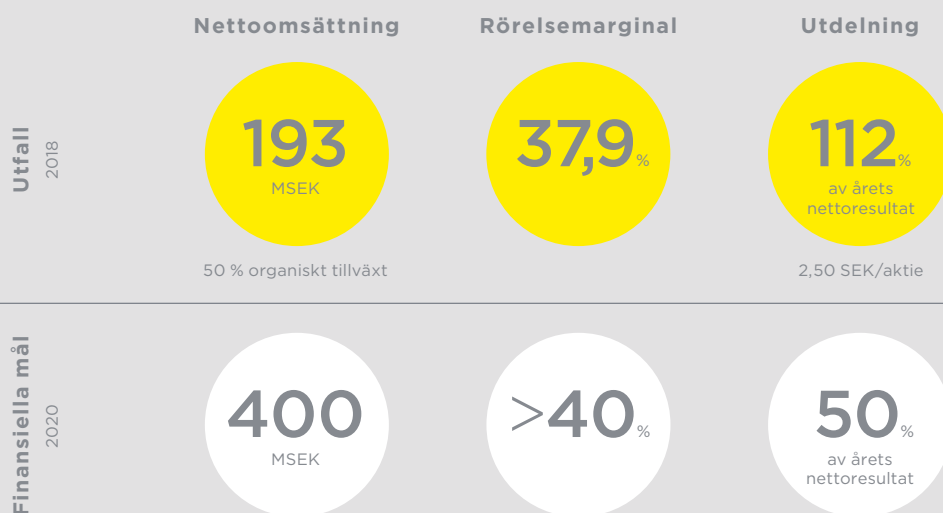 Nettoomsättning
Rörelsemarginal
Utdelning
Utfall
2018
193
MSEK
50 % organiskt tillväxt
37,9%
112%
av årets
nettoresultat
2,50 SEK/aktie
Finansiella mål
2020
400
MSEK
>40%
50%
av årets
nettoresultat